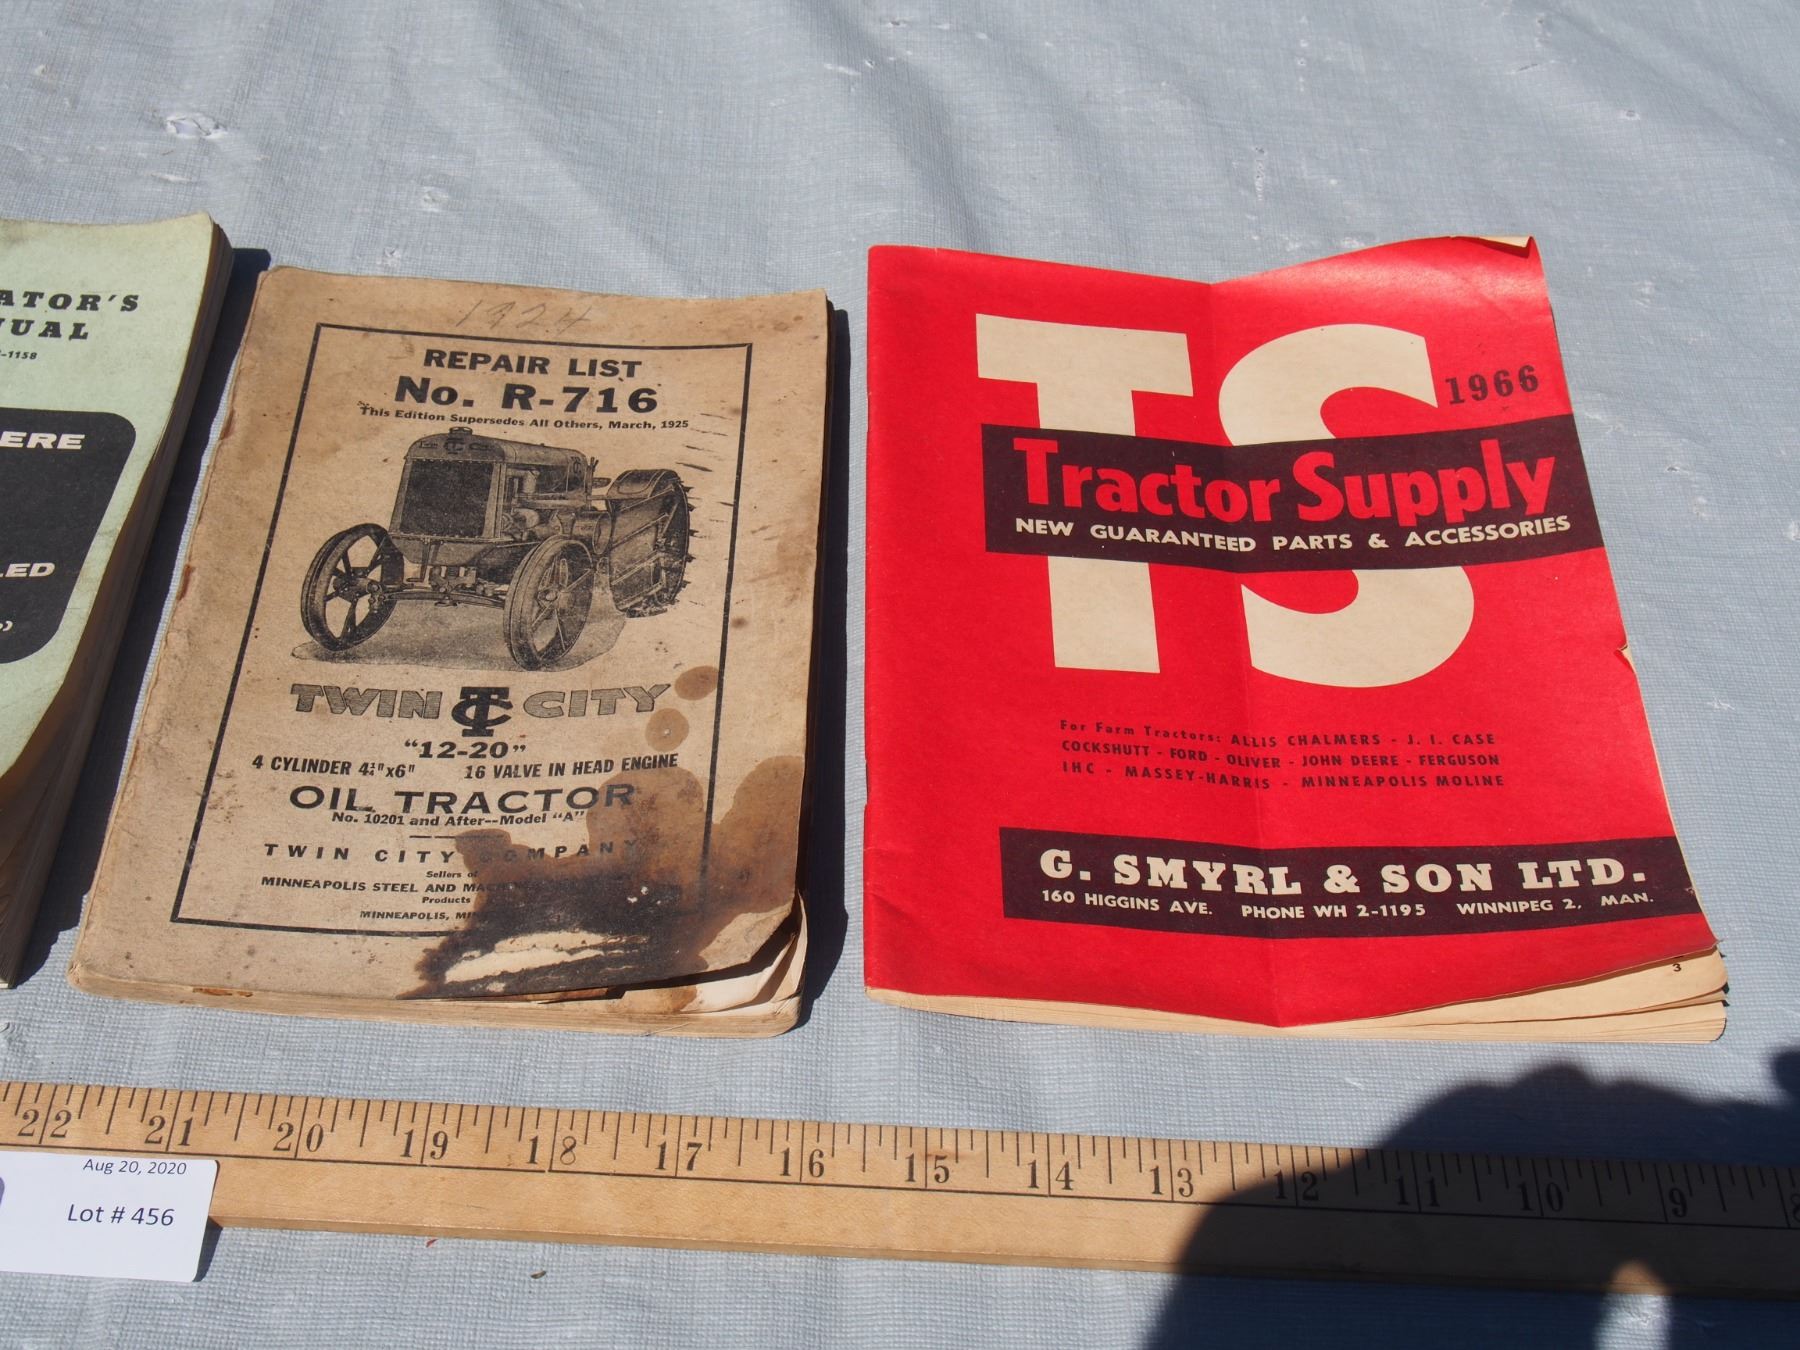 ATOR'S
UAL
-1158
ERE
LED
1924
REPAIR LIST
No. R-716
This Edition Supersedes All Others, March, 1925
TWIN TC CITY
"12-20"
4 CYLINDER 4¼"x6" 16 VALVE IN HEAD ENGINE
OIL TRACTOR
No. 10201 and After--Model "A"
TWIN CITY COMPANY
Sellers of
MINNEAPOLIS STEEL AND MAC
Products
MINNEAPOLIS, MI
TS
1966
Tractor Supply
NEW GUARANTEED PARTS & ACCESSORIES
For Farm Tractors: ALLIS CHALMERS - J. I. CASE
COCKSHUTT - FORD - OLIVER - JOHN DEERE - FERGUSON
IHC - MASSEY-HARRIS - MINNEAPOLIS MOLINE
G. SMYRL & SON LTD.
160 HIGGINS AVE. PHONE WH 2-1195 WINNIPEG 2, MAN.
3
22 21 20 19 18 17 16 15 14 13 12 11 10 9 8
Aug 20, 2020
Lot # 456